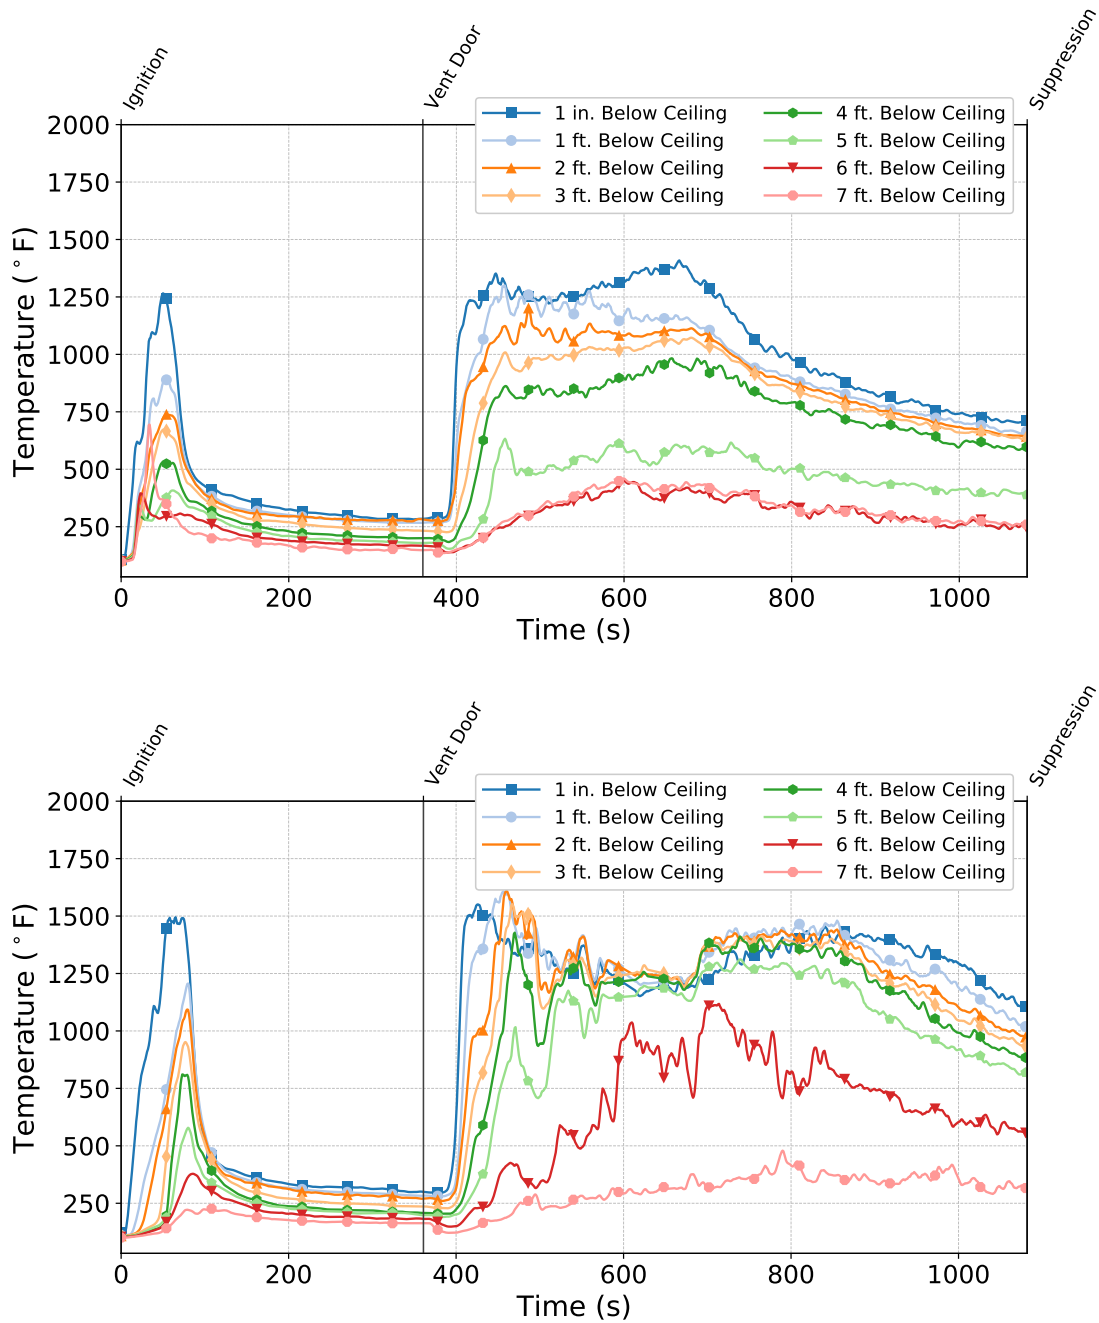 Ignition
Vent Door
Suppression
1 in. Below Ceiling
1 ft. Below Ceiling
2 ft. Below Ceiling
3 ft. Below Ceiling
4 ft. Below Ceiling
5 ft. Below Ceiling
6 ft. Below Ceiling
7 ft. Below Ceiling
2000
1750
1500
1250
1000
750
500
250
Temperature (°F)
0 200 400 600 800 1000
Time (s)
Ignition
Vent Door
Suppression
1 in. Below Ceiling
1 ft. Below Ceiling
2 ft. Below Ceiling
3 ft. Below Ceiling
4 ft. Below Ceiling
5 ft. Below Ceiling
6 ft. Below Ceiling
7 ft. Below Ceiling
2000
1750
1500
1250
1000
750
500
250
Temperature (°F)
0 200 400 600 800 1000
Time (s)